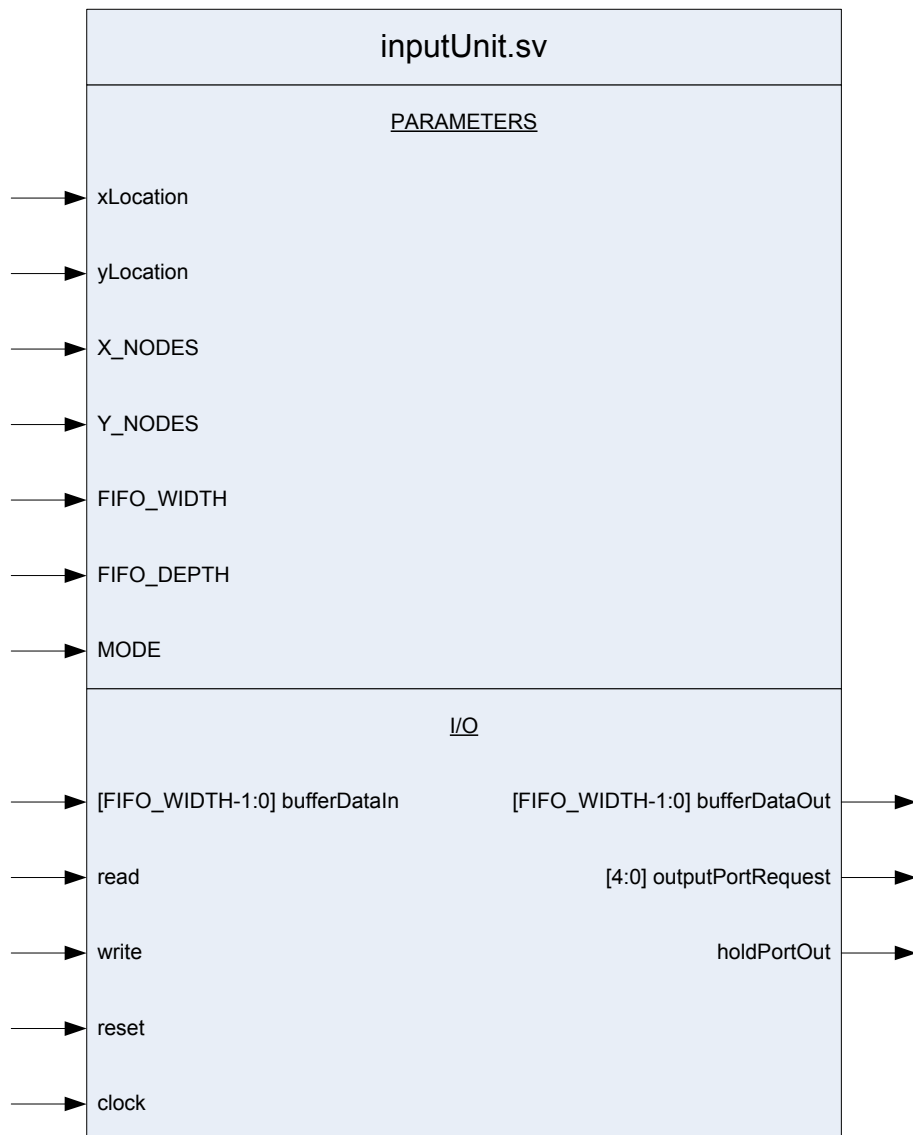 inputUnit.sv
PARAMETERS
xLocation
yLocation
X_NODES
Y_NODES
FIFO_WIDTH
FIFO_DEPTH
MODE
I/O
[FIFO_WIDTH-1:0] bufferDataIn [FIFO_WIDTH-1:0] bufferDataOut
read [4:0] outputPortRequest
write holdPortOut
reset
clock